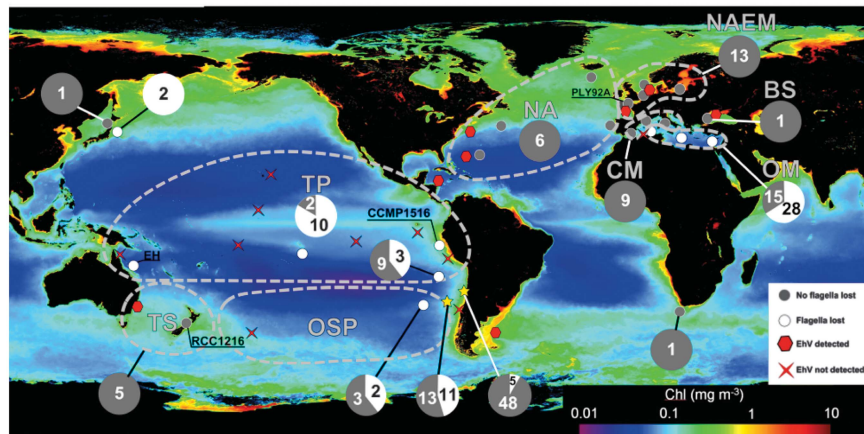 NAEM
13
1
2
PLY92A
BS
1
NA
6
CM
9
OM
15
28
TP
2
10
CCMP1516
EH
9
3
TS
RCC1216
OSP
5
3
2
13
11
5
48
1
No flagella lost
Flagella lost
EhV detected
EhV not detected
Chl (mg m-3)
0.01
0.1
1
10